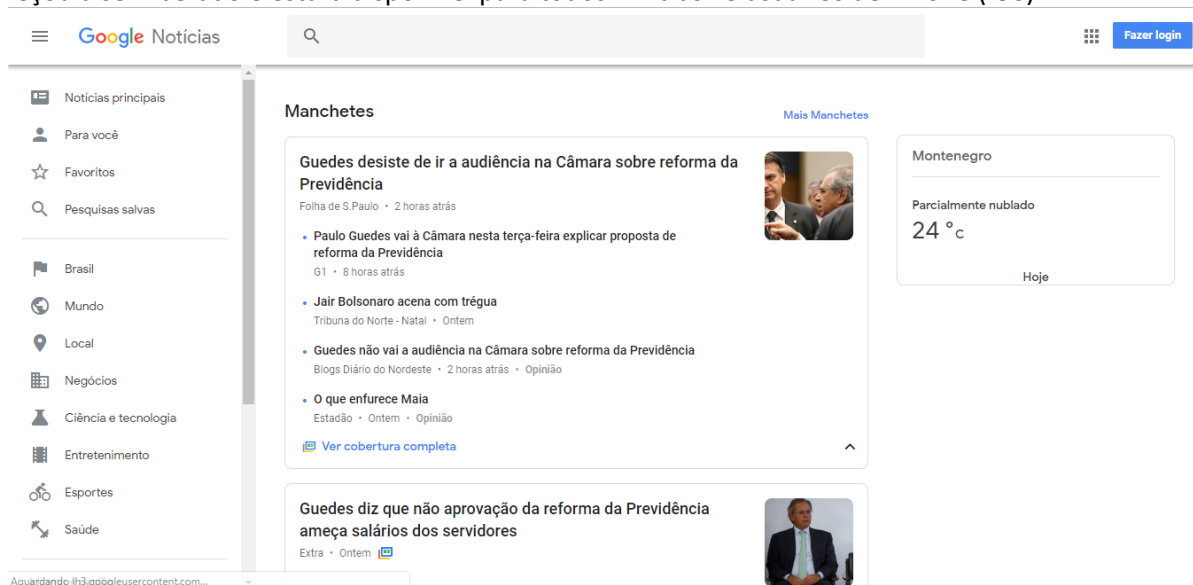 Google Notícias
Fazer login
Notícias principais
Para você
Favoritos
Pesquisas salvas
Brasil
Mundo
Local
Negócios
Ciência e tecnologia
Entretenimento
Esportes
Saúde
Manchetes
Mais Manchetes
Guedes desiste de ir a audiência na Câmara sobre reforma da
Previdência
Folha de S.Paulo • 2 horas atrás
• Paulo Guedes vai à Câmara nesta terça-feira explicar proposta de
reforma da Previdência
G1 • 8 horas atrás
• Jair Bolsonaro acena com trégua
Tribuna do Norte - Natal • Ontem
• Guedes não vai a audiência na Câmara sobre reforma da Previdência
Blogs Diário do Nordeste • 2 horas atrás • Opinião
• O que enfurece Maia
Estadão • Ontem • Opinião
Ver cobertura completa
Guedes diz que não aprovação da reforma da Previdência
ameça salários dos servidores
Extra • Ontem
Montenegro
Parcialmente nublado
24 °C
Hoje
Aguardando lh3.googleusercontent.com...